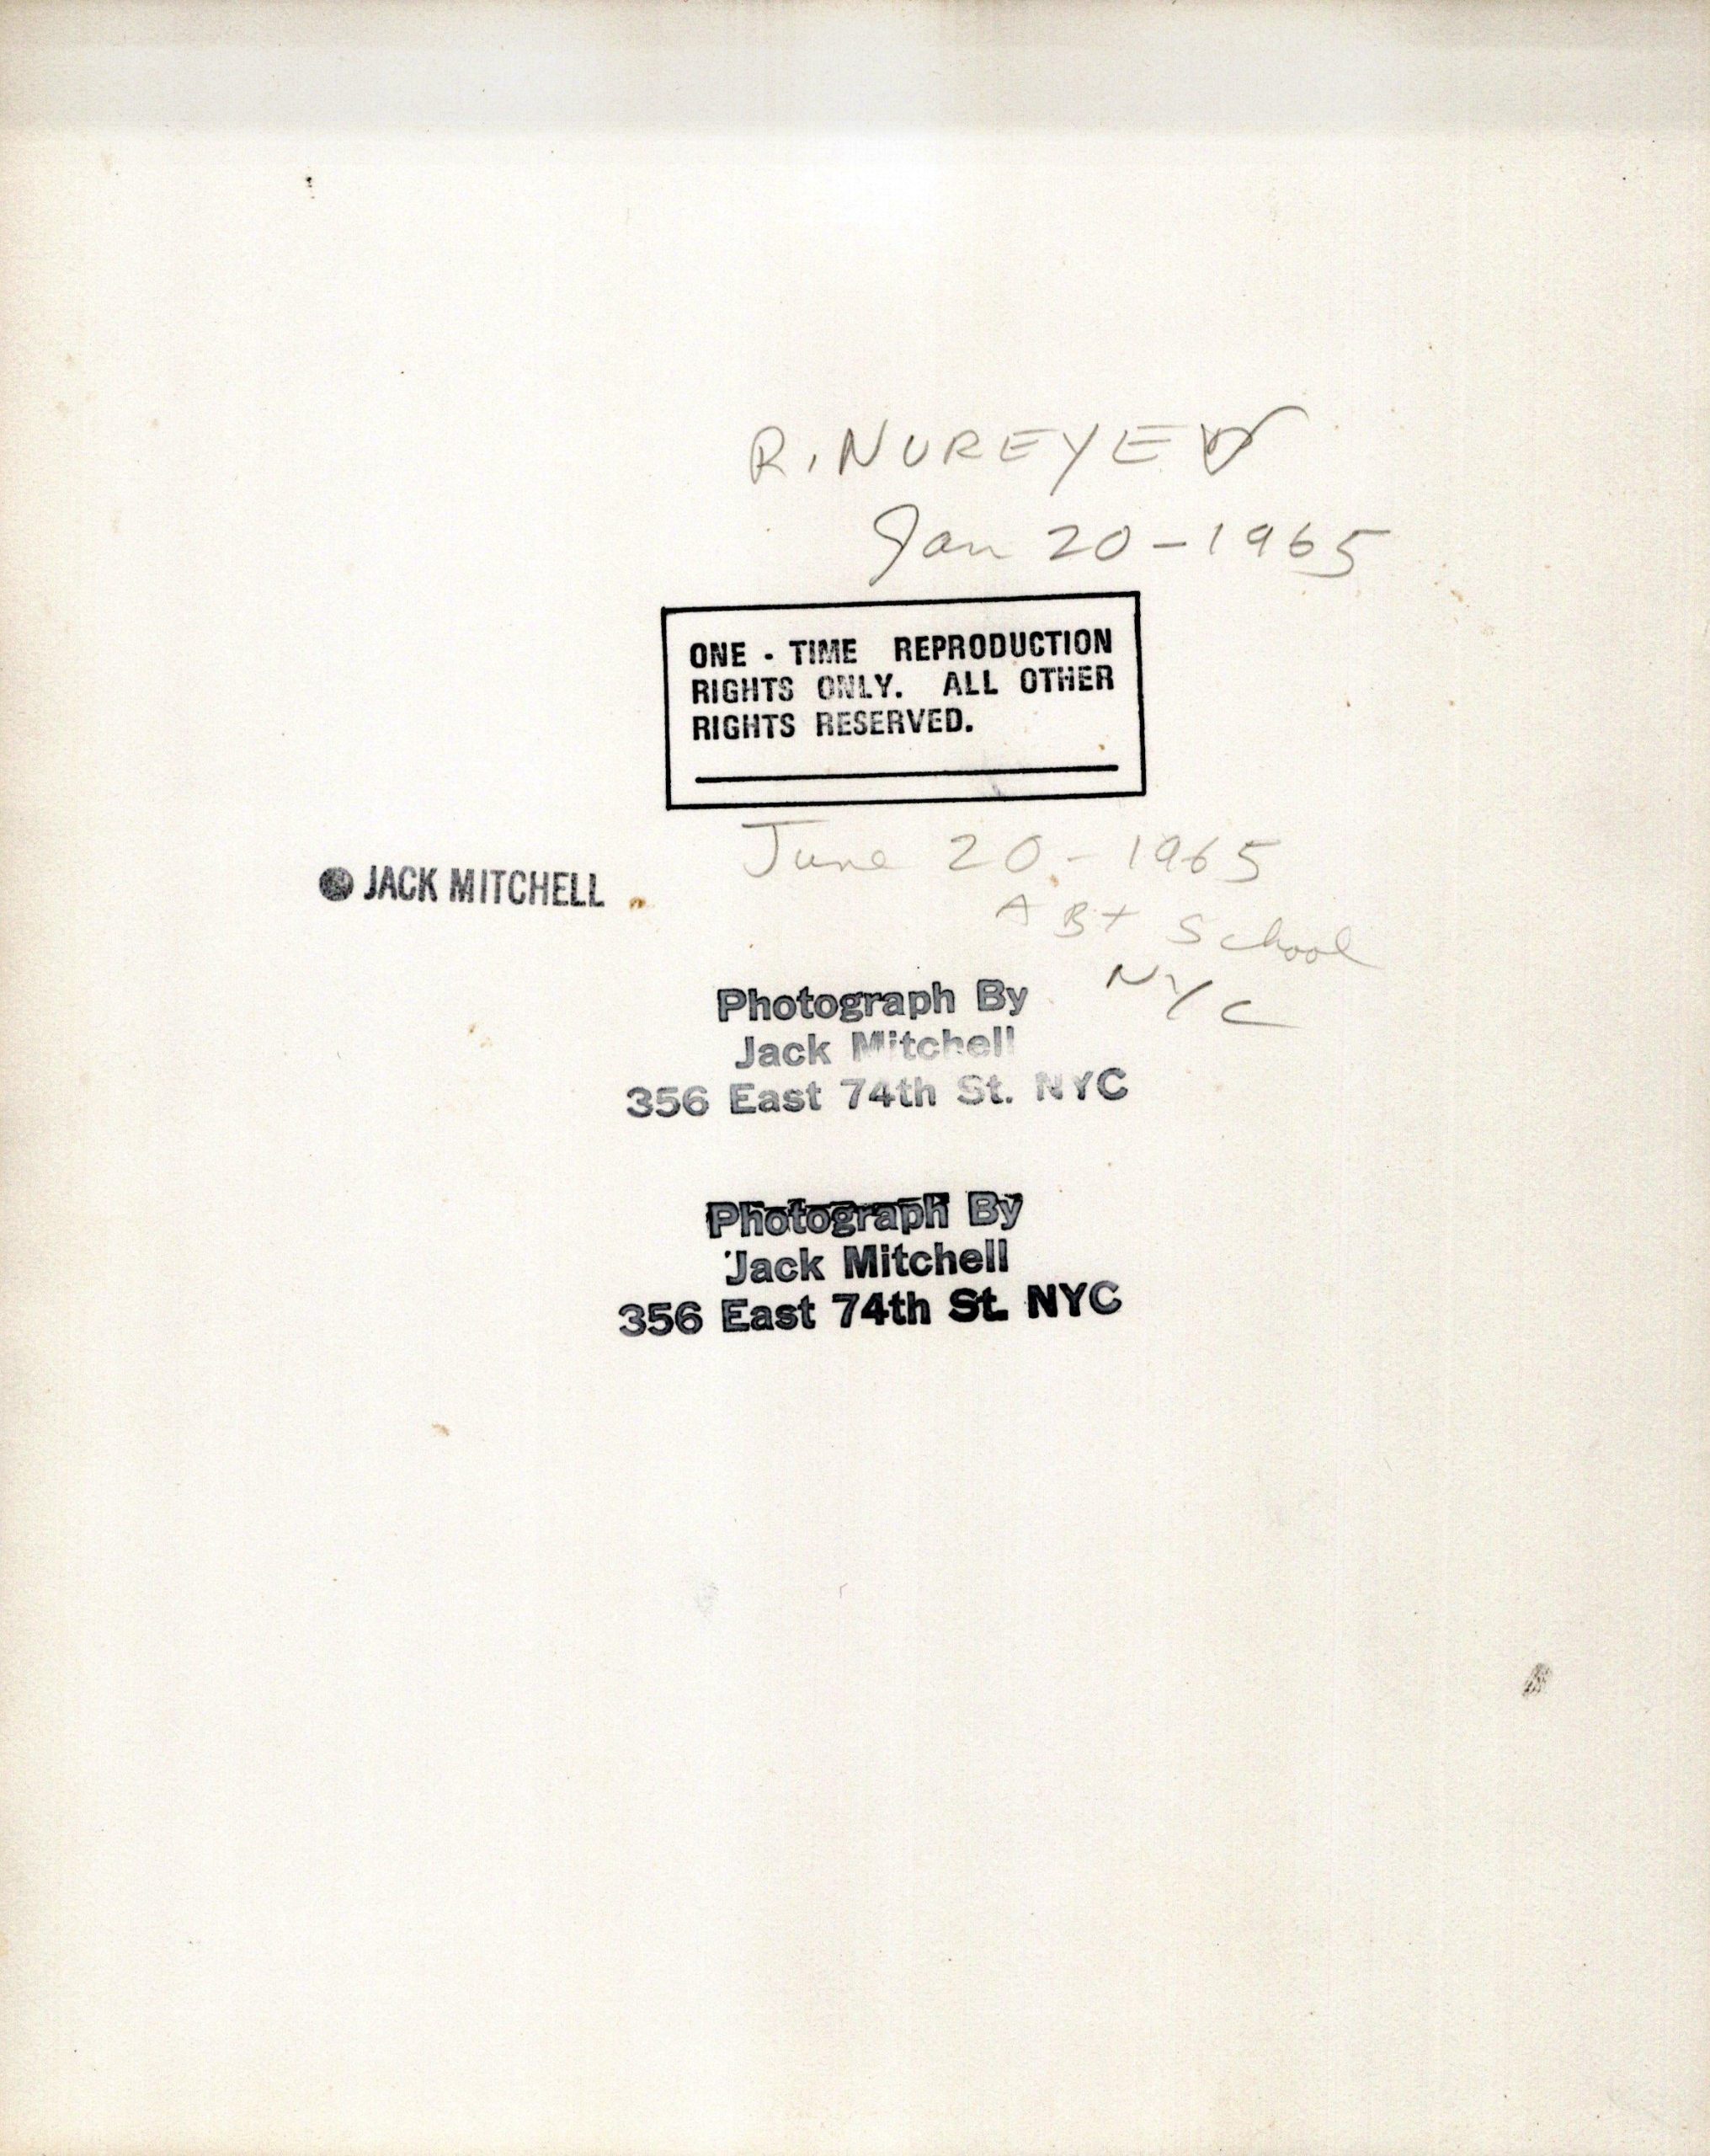 R. NUREYEV
Jan 20 - 1965
ONE - TIME REPRODUCTION
RIGHTS ONLY. ALL OTHER
RIGHTS RESERVED.
June 20 - 1965
© JACK MITCHELL
ABT School
NYC
Photograph By
Jack Mitchell
356 East 74th St. NYC
Photograph By
Jack Mitchell
356 East 74th St. NYC